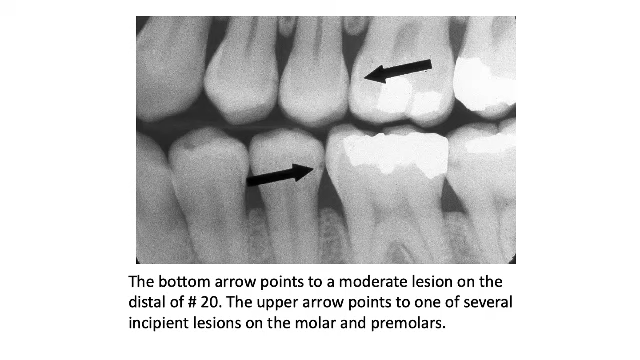 The bottom arrow points to a moderate lesion on the
distal of # 20. The upper arrow points to one of several
incipient lesions on the molar and premolars.